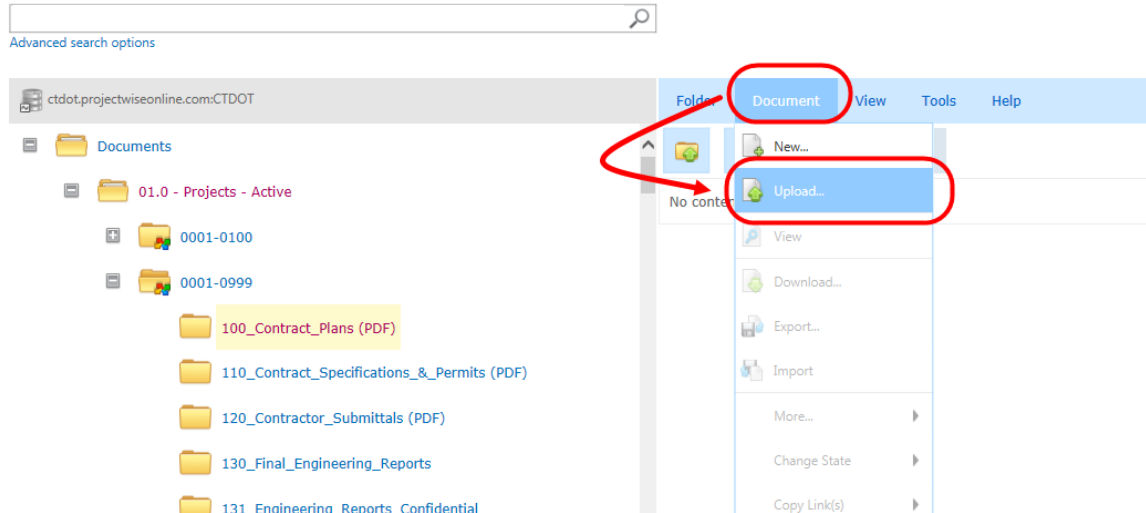 Advanced search options
ctdot.projectwiseonline.com:CTDOT
Documents
01.0 - Projects - Active
0001-0100
0001-0999
100_Contract_Plans (PDF)
110_Contract_Specifications_&_Permits (PDF)
120_Contractor_Submittals (PDF)
130_Final_Engineering_Reports
131_Engineering_Reports_Confidential
Folder Document View Tools Help
No conten
New...
Upload...
View
Download...
Export...
Import
More...
Change State
Copy Link(s)